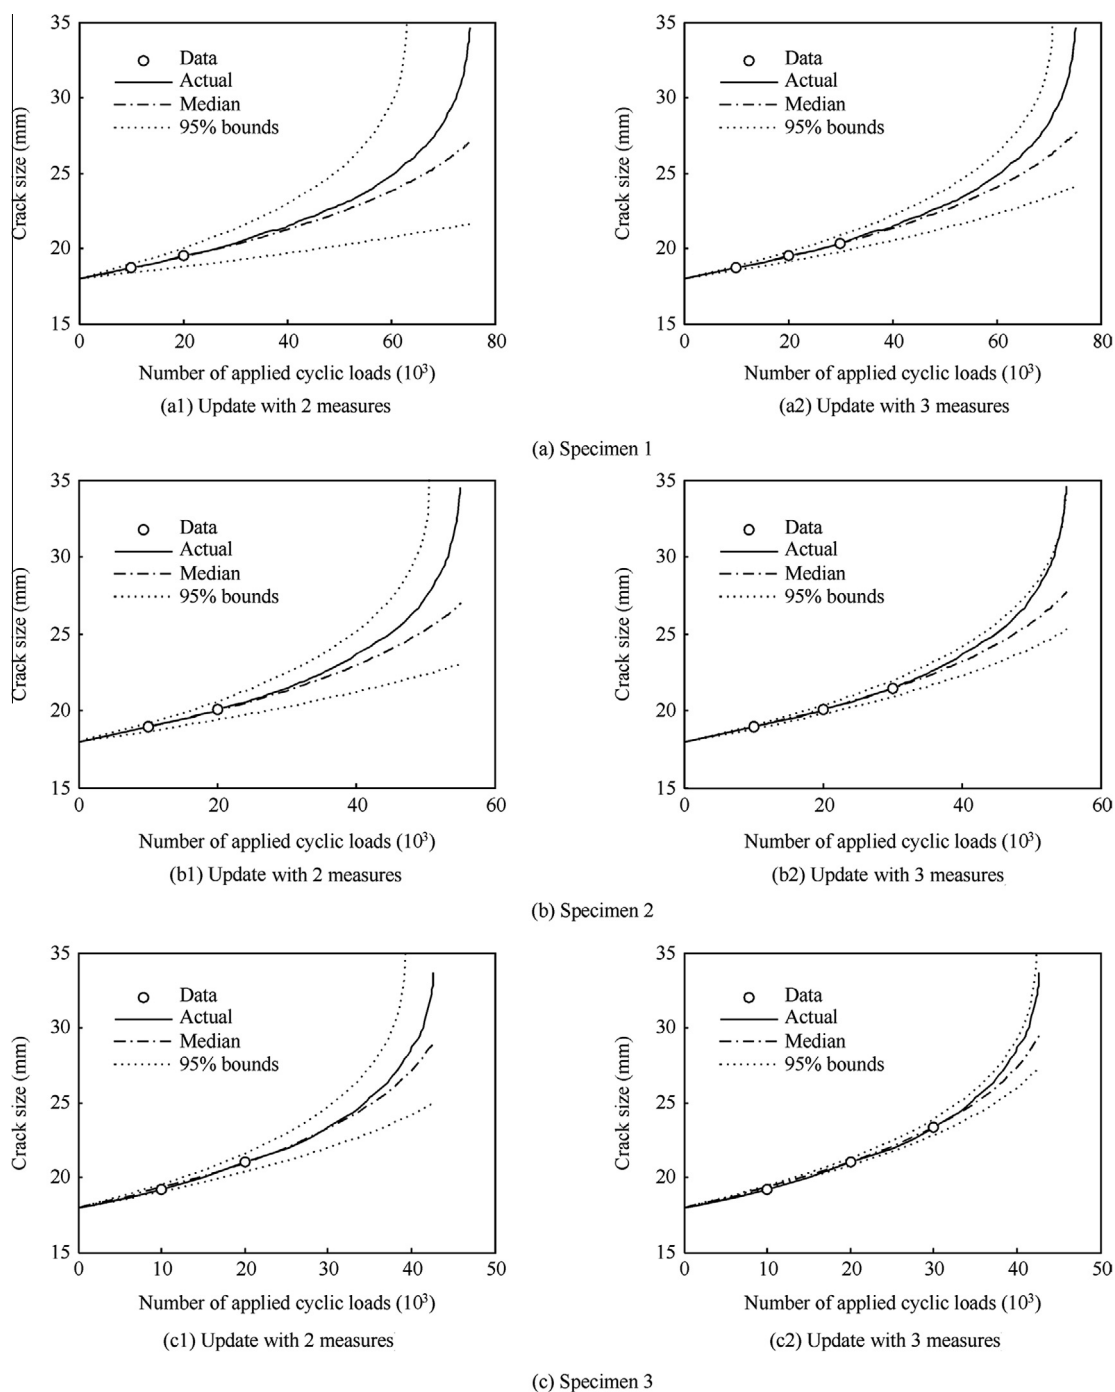 35
30
25
20
15
Crack size (mm)
Data
Actual
Median
95% bounds
0 20 40 60 80
Number of applied cyclic loads (10³)
(a1) Update with 2 measures
35
30
25
20
15
Crack size (mm)
Data
Actual
Median
95% bounds
0 20 40 60 80
Number of applied cyclic loads (10³)
(a2) Update with 3 measures
(a) Specimen 1
35
30
25
20
15
Crack size (mm)
Data
Actual
Median
95% bounds
0 20 40 60
Number of applied cyclic loads (10³)
(b1) Update with 2 measures
35
30
25
20
15
Crack size (mm)
Data
Actual
Median
95% bounds
0 20 40 60
Number of applied cyclic loads (10³)
(b2) Update with 3 measures
(b) Specimen 2
35
30
25
20
15
Crack size (mm)
Data
Actual
Median
95% bounds
0 10 20 30 40 50
Number of applied cyclic loads (10³)
(c1) Update with 2 measures
35
30
25
20
15
Crack size (mm)
Data
Actual
Median
95% bounds
0 10 20 30 40 50
Number of applied cyclic loads (10³)
(c2) Update with 3 measures
(c) Specimen 3